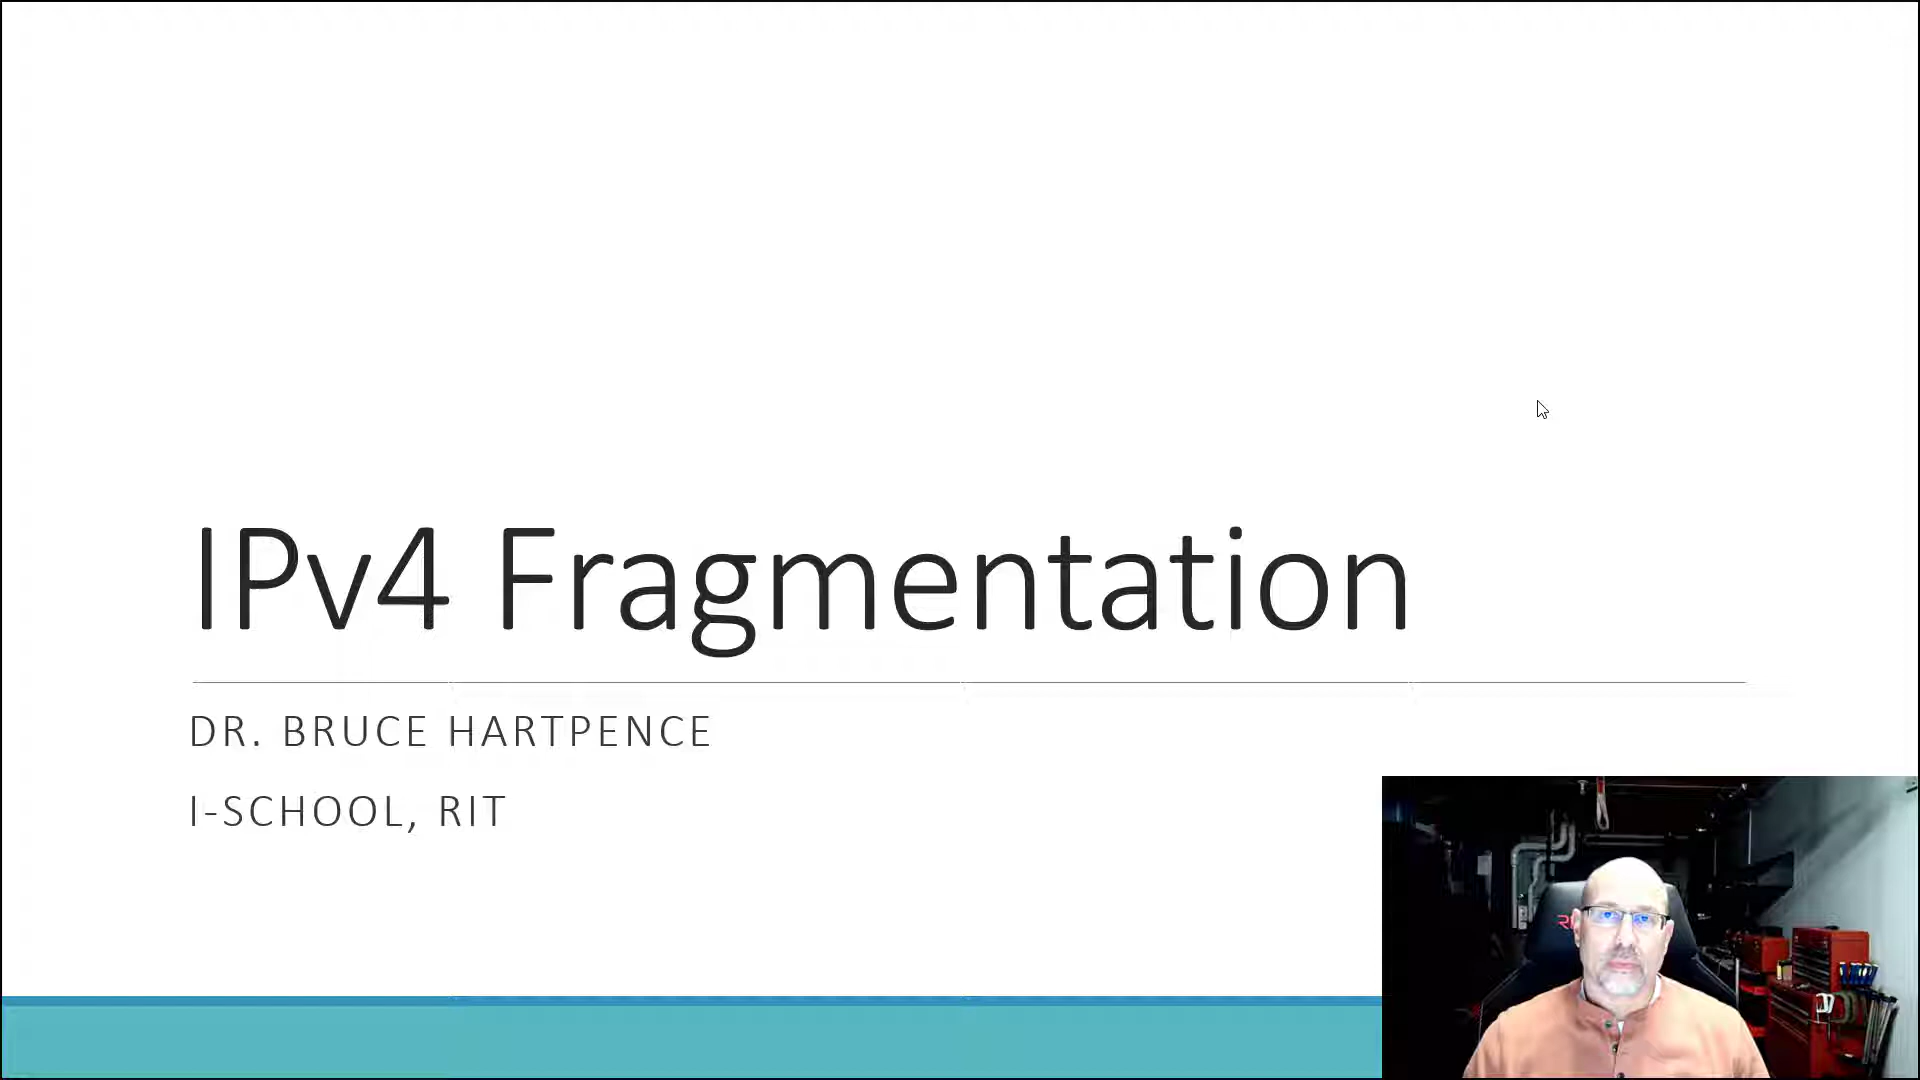 IPv4 Fragmentation
DR. BRUCE HARTPENCE
I-SCHOOL, RIT